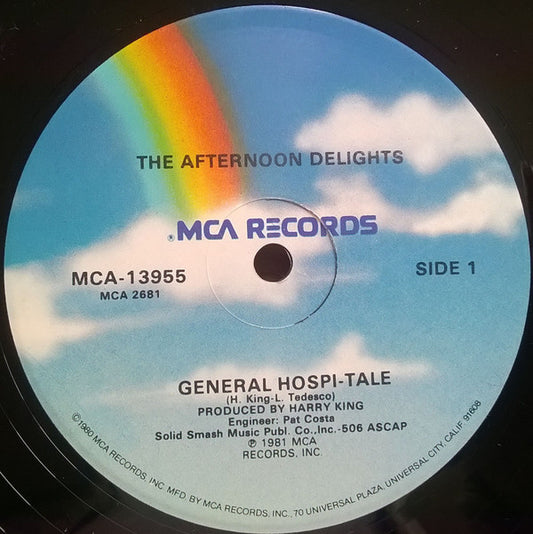 THE AFTERNOON DELIGHTS
®MCA RECORDS
MCA-13955
MCA 2681
SIDE 1
GENERAL HOSPI-TALE
(H. King-L. Tedesco)
PRODUCED BY HARRY KING
Engineer: Pat Costa
Solid Smash Music Publ. Co.,Inc.-506 ASCAP
℗ 1981 MCA
RECORDS, INC.
©1980 MCA RECORDS, INC. MFD. BY MCA RECORDS, INC., 70 UNIVERSAL PLAZA, UNIVERSAL CITY, CALIF. 91608